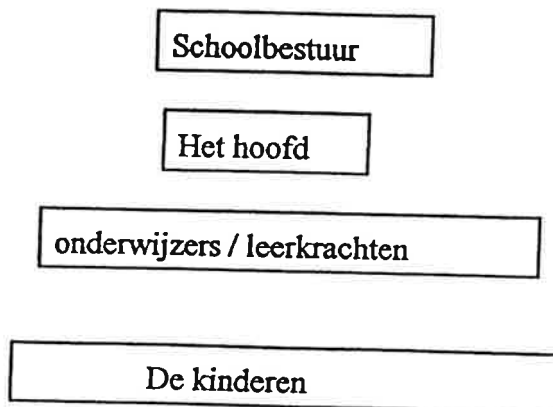 Schoolbestuur
Het hoofd
onderwijzers / leerkrachten
De kinderen